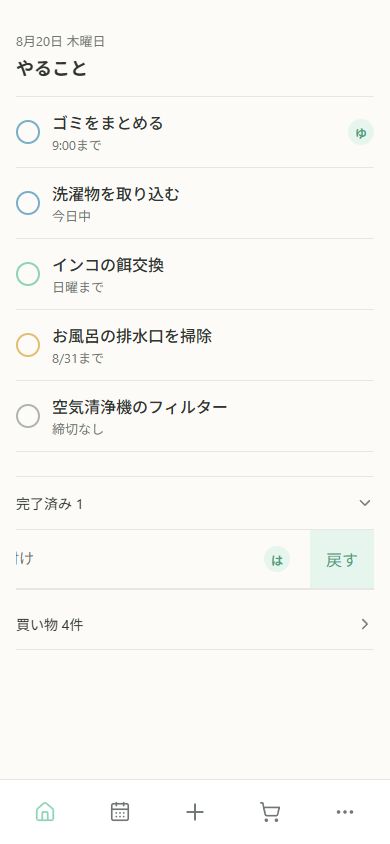 8月20日 木曜日
やること
ゴミをまとめる
ゆ
9:00まで
洗濯物を取り込む
今日中
インコの餌交換
日曜まで
お風呂の排水口を掃除
8/31まで
空気清浄機のフィルター
締切なし
完了済み 1
け
は
戻す
買い物 4件